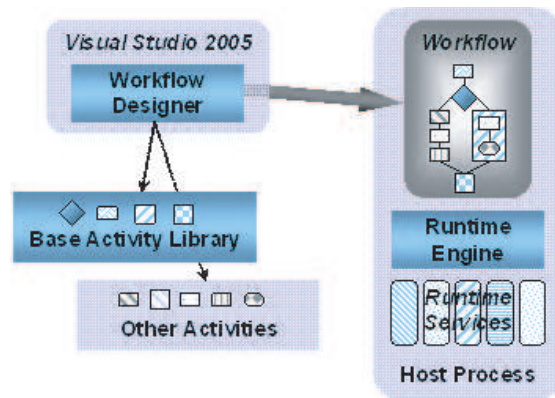 Visual Studio 2005
Workflow
Designer
Base Activity Library
Other Activities
Workflow
Runtime
Engine
Runtime
Services
Host Process